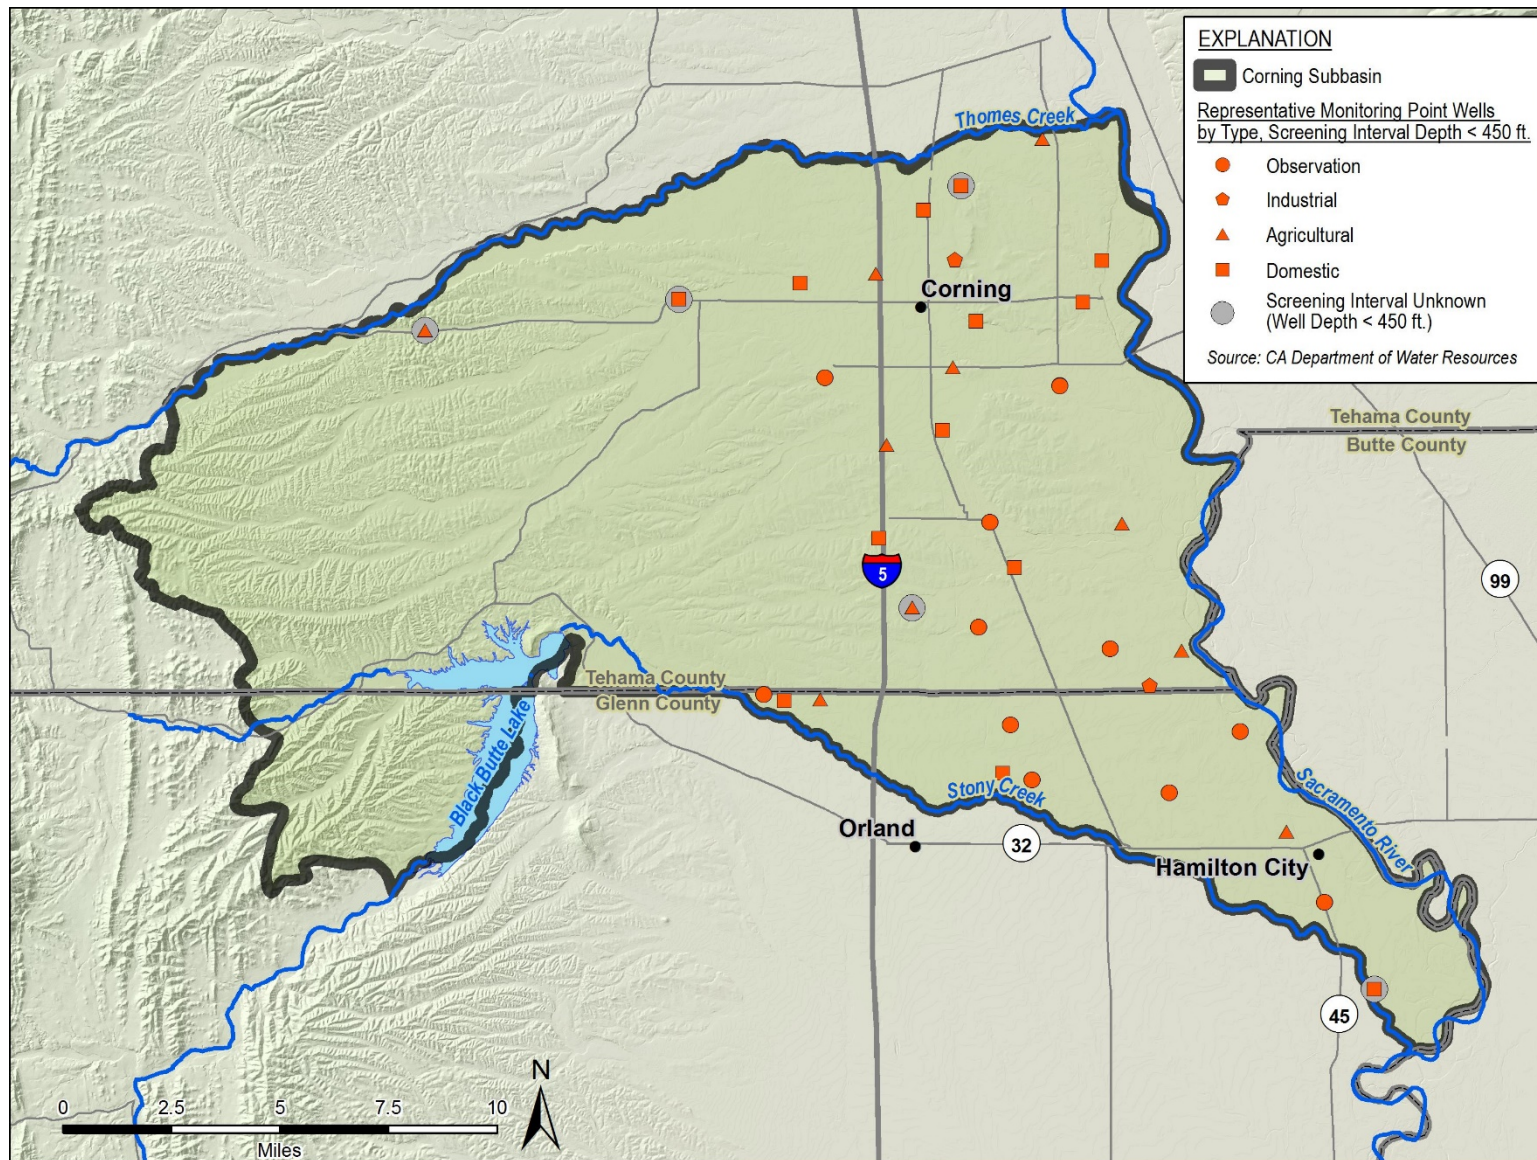 EXPLANATION
Corning Subbasin
Representative Monitoring Point Wells
by Type, Screening Interval Depth < 450 ft.
Observation
Industrial
Agricultural
Domestic
Screening Interval Unknown
(Well Depth < 450 ft.)
Source: CA Department of Water Resources
Thomes Creek
Corning
Tehama County
Butte County
5
99
Tehama County
Glenn County
Black Butte Lake
Stony Creek
Sacramento River
Orland
32
Hamilton City
45
N
0 2.5 5 7.5 10
Miles